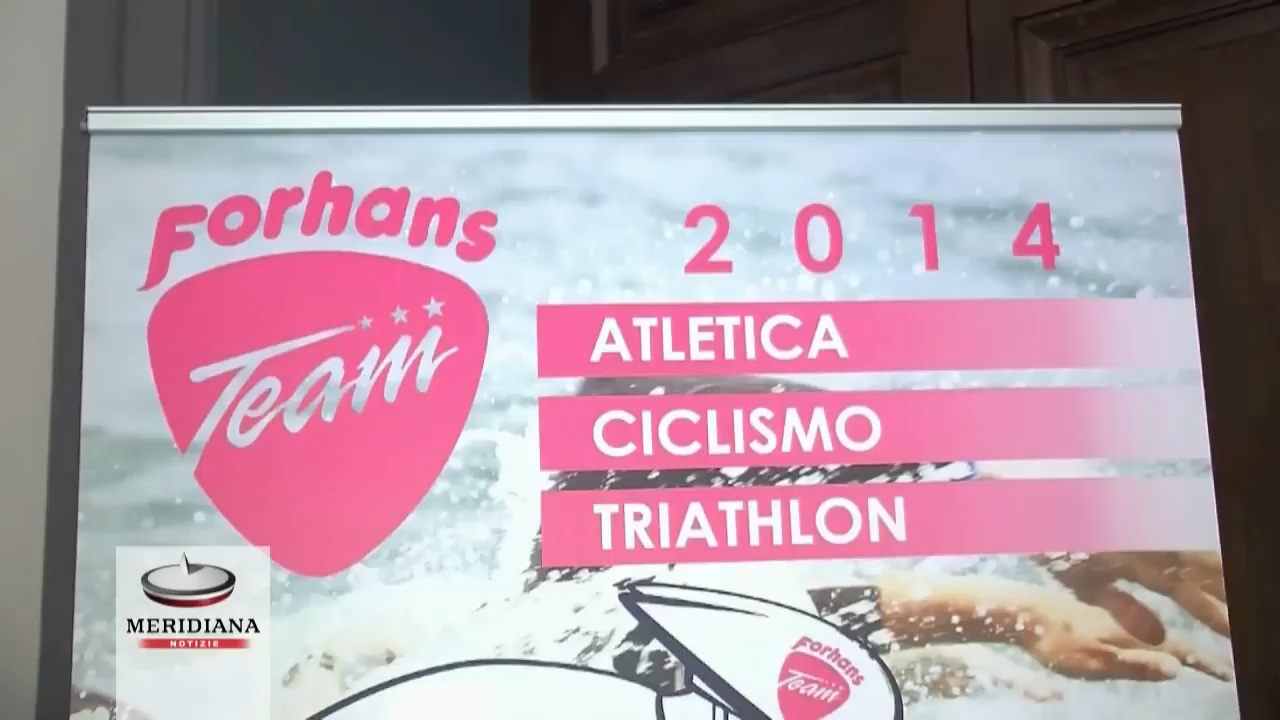 Forhans
Team
2014
ATLETICA
CICLISMO
TRIATHLON
Forhans
Team
MERIDIANA
NOTIZIE